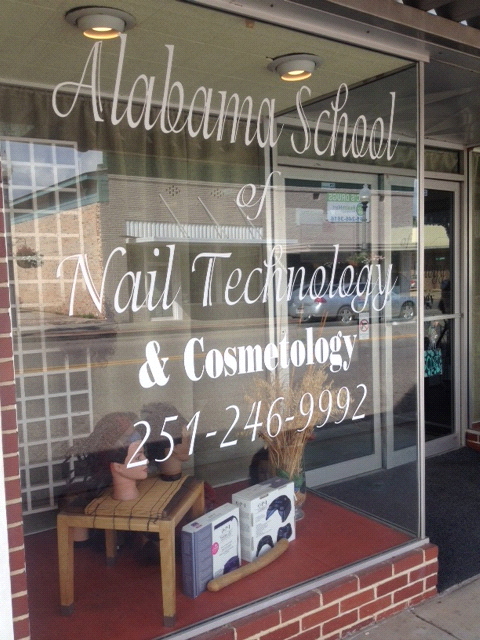 Alabama School
of
Nail Technology
& Cosmetology
251-246-9992